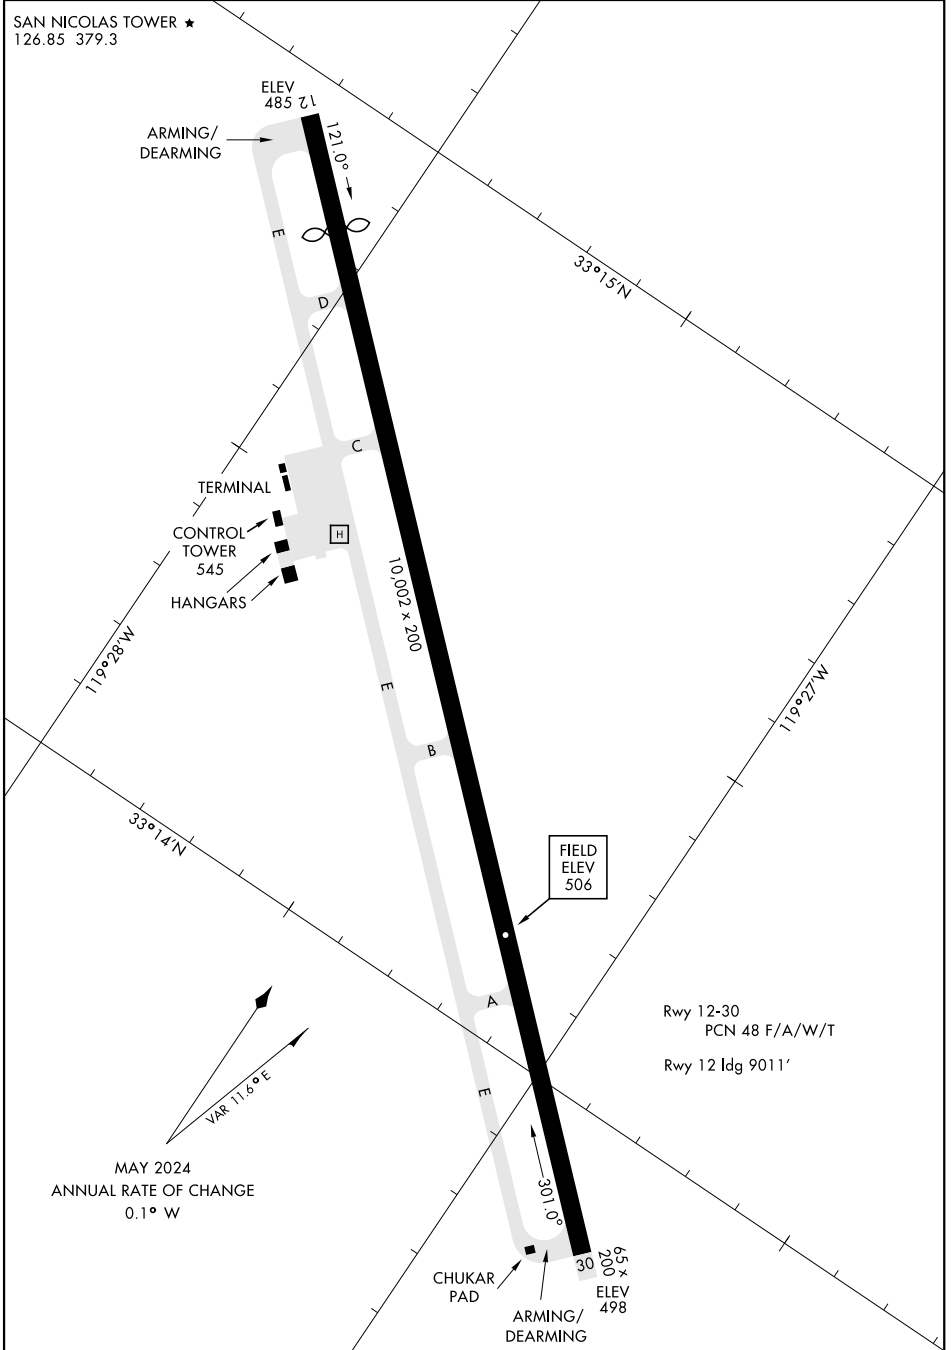 SAN NICOLAS TOWER ★
126.85 379.3
ELEV
485
12
ARMING/
DEARMING
121.0°
E
D
33°15'N
C
TERMINAL
CONTROL
TOWER
545
H
HANGARS
10,002 x 200
119°28'W
E
119°27'W
B
33°14'N
FIELD
ELEV
506
A
Rwy 12-30
PCN 48 F/A/W/T
Rwy 12 ldg 9011'
VAR 11.6° E
E
MAY 2024
ANNUAL RATE OF CHANGE
0.1° W
301.0°
30
65 x
200
CHUKAR
PAD
ELEV
498
ARMING/
DEARMING